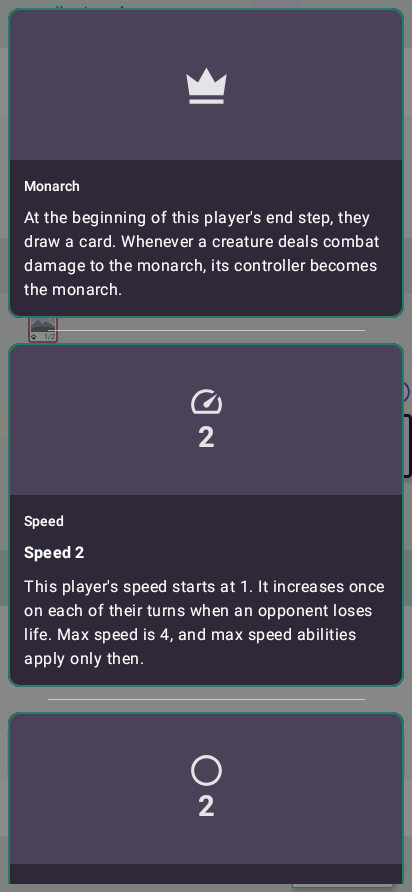 Monarch
At the beginning of this player's end step, they
draw a card. Whenever a creature deals combat
damage to the monarch, its controller becomes
the monarch.
1/2
2
Speed
Speed 2
This player's speed starts at 1. It increases once
on each of their turns when an opponent loses
life. Max speed is 4, and max speed abilities
apply only then.
2